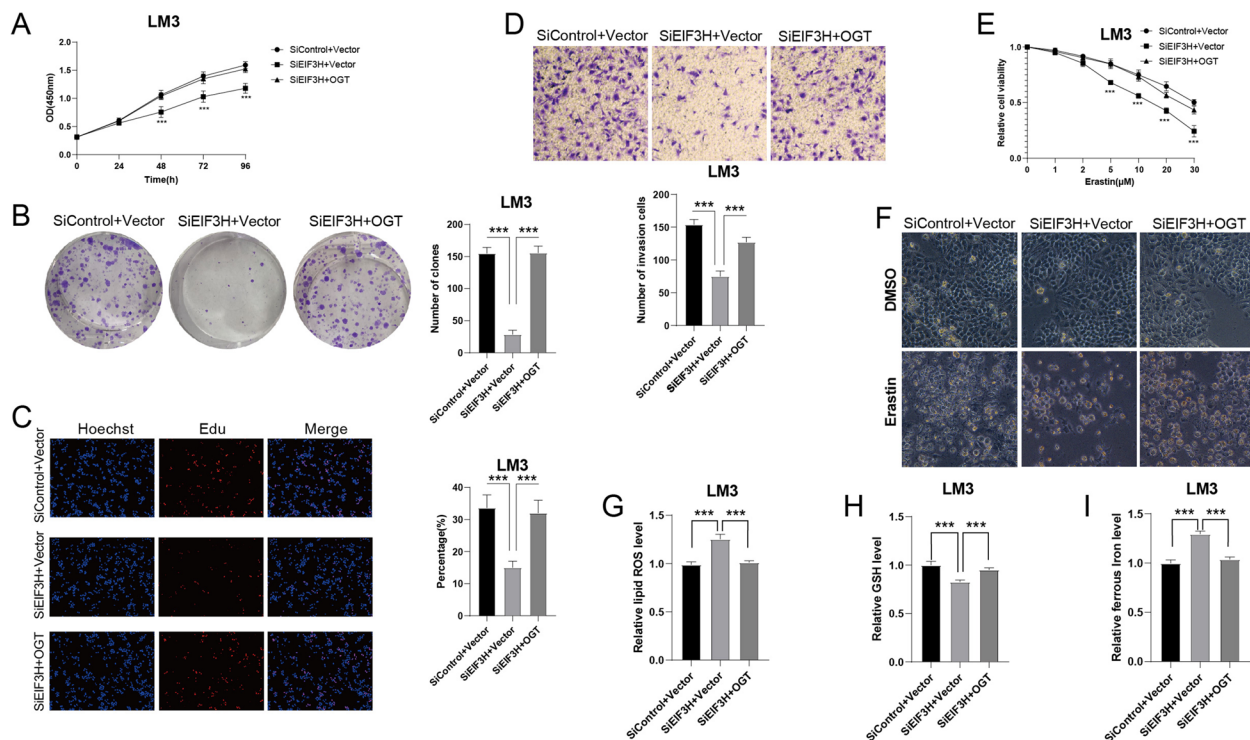 A
LM3
SiControl+Vector
SiEIF3H+Vector
SiEIF3H+OGT
OD(450nm)
2.0
1.5
1.0
0.6
0.0
***
***
***
0
24
48
72
96
Time(h)
B
SiControl+Vector
SiEIF3H+Vector
SiEIF3H+OGT
LM3
Number of clones
200
150
100
50
0
***
***
SiControl+Vector
SiEIF3H+Vector
SiEIF3H+OGT
C
Hoechst
Edu
Merge
SiControl+Vector
SiEIF3H+Vector
SiEIF3H+OGT
LM3
Percentage(%)
40
30
20
10
0
***
***
SiControl+Vector
SiEIF3H+Vector
SiEIF3H+OGT
D
SiControl+Vector
SiEIF3H+Vector
SiEIF3H+OGT
LM3
Number of invasion cells
200
175
150
125
100
75
50
25
0
***
***
SiControl+Vector
SiEIF3H+Vector
SiEIF3H+OGT
E
LM3
SiControl+Vector
SiEIF3H+Vector
SiEIF3H+OGT
Relative cell viability
1.0
0.5
0.0
***
***
***
***
0
1
2
5
10
20
30
Erastin(μM)
F
SiControl+Vector
SiEIF3H+Vector
SiEIF3H+OGT
DMSO
Erastin
G
LM3
Relative lipid ROS level
1.5
1.0
0.5
0.0
***
***
SiControl+Vector
SiEIF3H+Vector
SiEIF3H+OGT
H
LM3
Relative GSH level
1.5
1.0
0.5
0.0
***
***
SiControl+Vector
SiEIF3H+Vector
SiEIF3H+OGT
I
LM3
Relative ferrous Iron level
1.5
1.0
0.5
0.0
***
***
SiControl+Vector
SiEIF3H+Vector
SiEIF3H+OGT